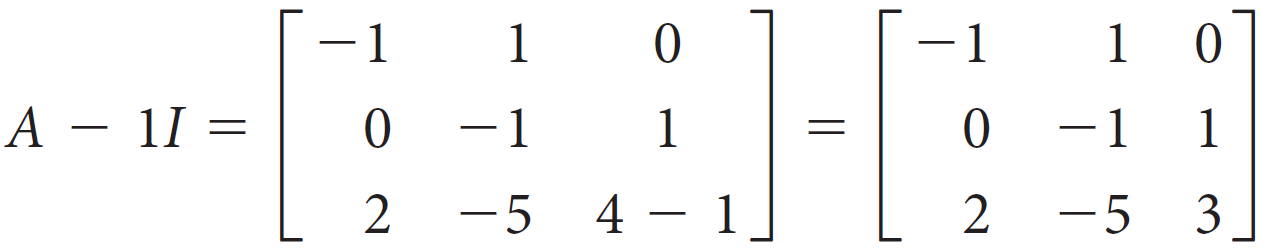 −1 1 0 −1 1 0
A − 1I = 0 −1 1 = 0 −1 1
2 −5 4 − 1 2 −5 3